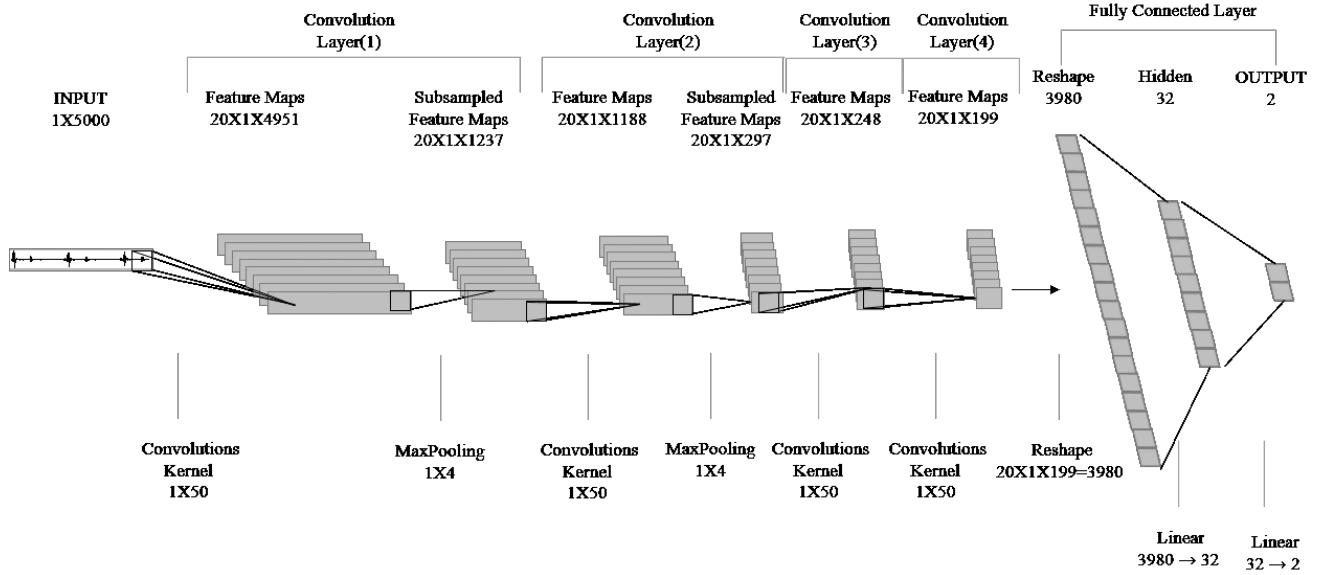 Convolution
Layer(1)
Convolution
Layer(2)
Convolution
Layer(3)
Convolution
Layer(4)
Fully Connected Layer
INPUT
1X5000
Feature Maps
20X1X4951
Subsampled
Feature Maps
20X1X1237
Feature Maps
20X1X1188
Subsampled
Feature Maps
20X1X297
Feature Maps
20X1X248
Feature Maps
20X1X199
Reshape
3980
Hidden
32
OUTPUT
2
Convolutions
Kernel
1X50
MaxPooling
1X4
Convolutions
Kernel
1X50
MaxPooling
1X4
Convolutions
Kernel
1X50
Convolutions
Kernel
1X50
Reshape
20X1X199=3980
Linear
3980 → 32
Linear
32 → 2